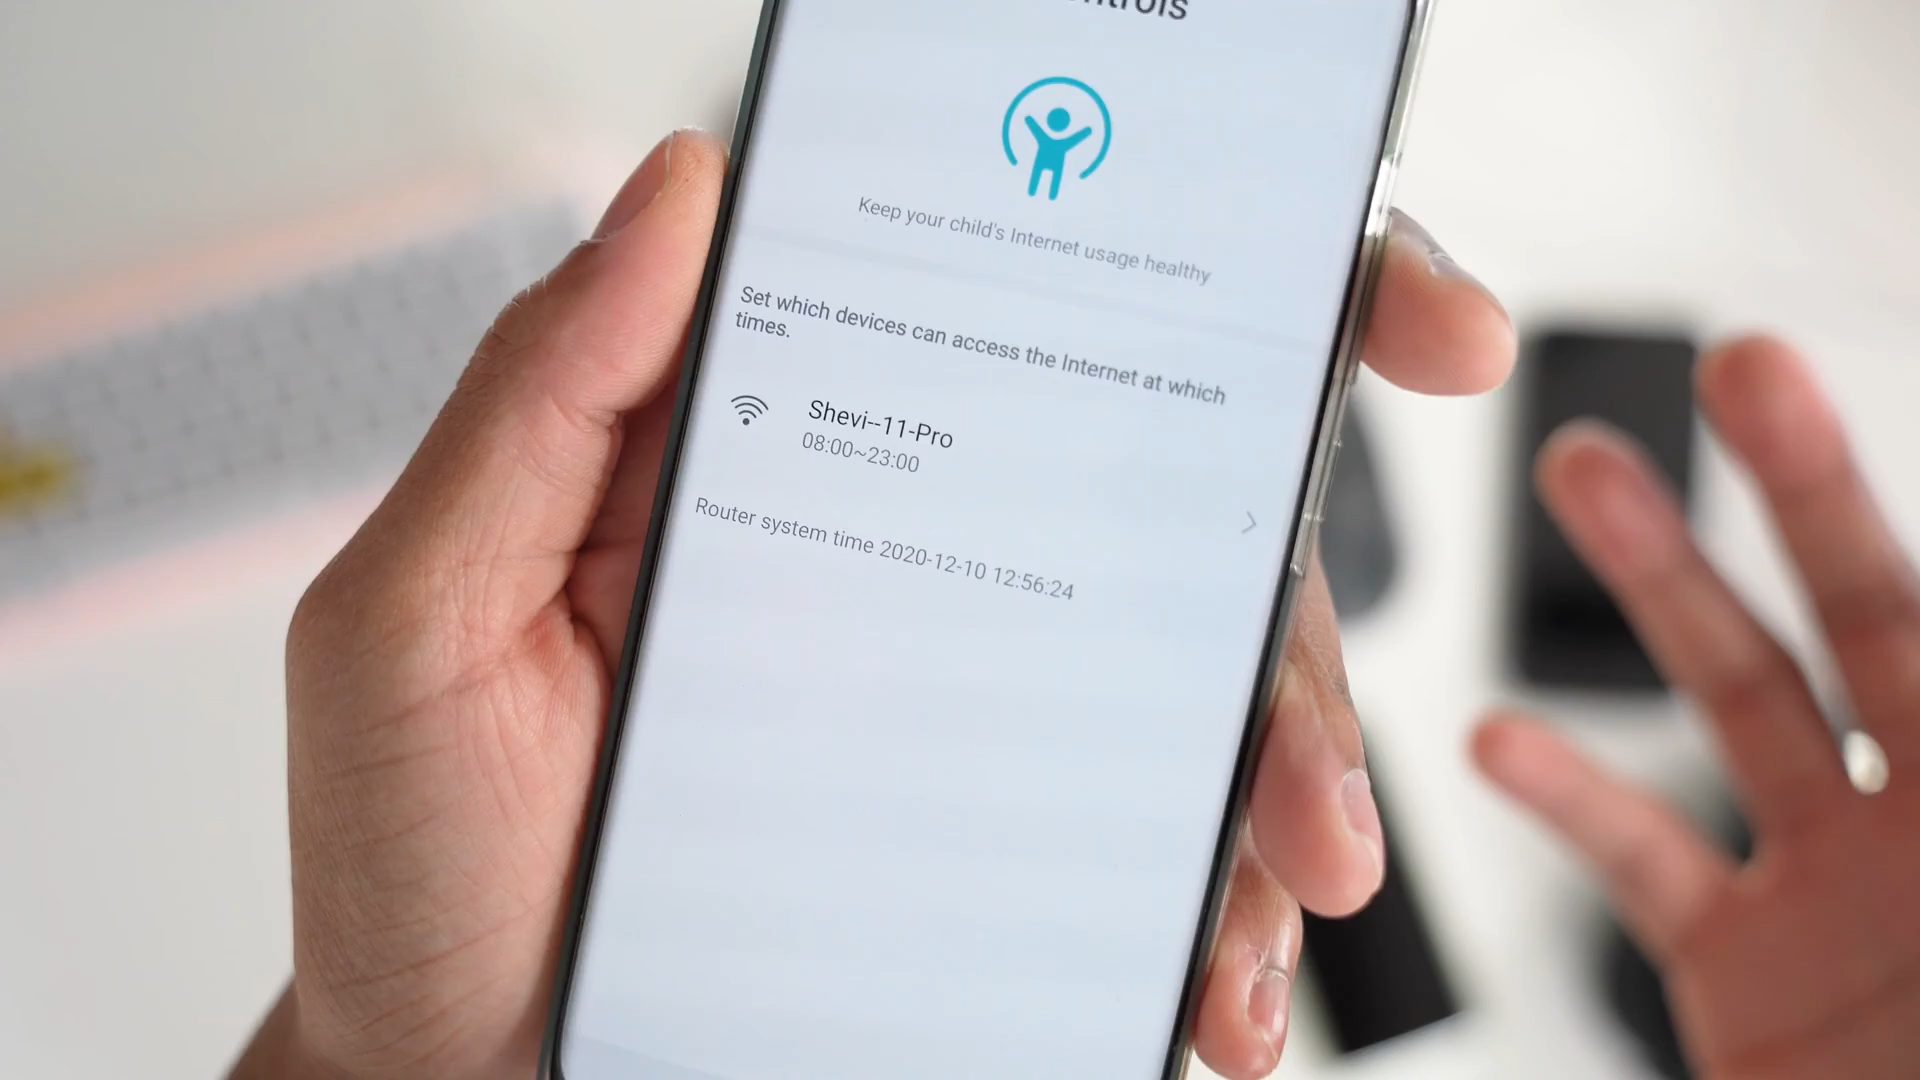 Keep your child's Internet usage healthy
Set which devices can access the Internet at which
times.
Shevi--11-Pro
08:00~23:00
Router system time 2020-12-10 12:56:24